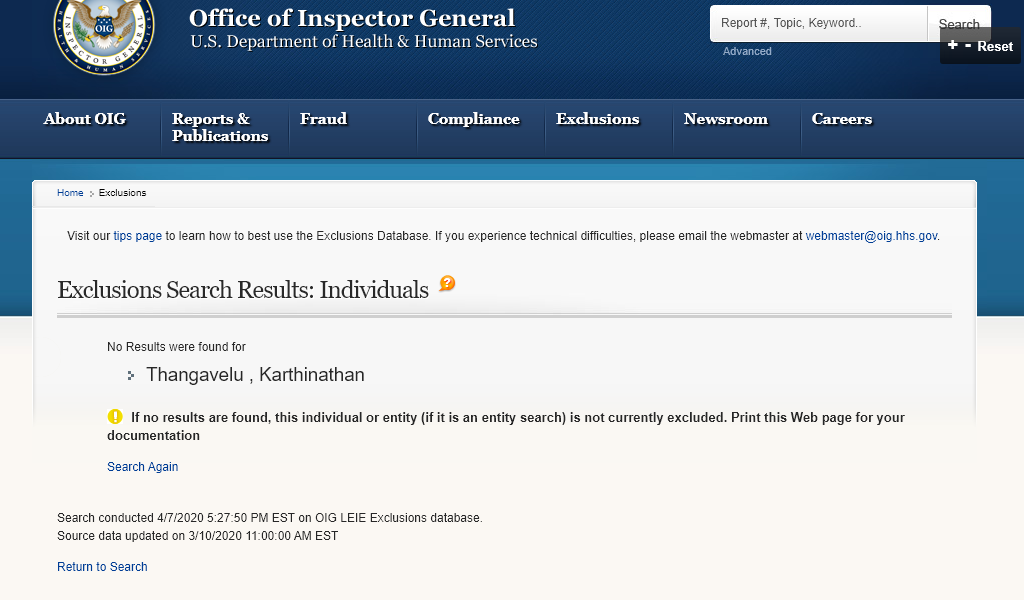 OIG
INSPECTOR GENERAL
Office of Inspector General
U.S. Department of Health & Human Services
Report #, Topic, Keyword..
Search
Advanced
+ - Reset
About OIG
Reports &
Publications
Fraud
Compliance
Exclusions
Newsroom
Careers
Home Exclusions
Visit our tips page to learn how to best use the Exclusions Database. If you experience technical difficulties, please email the webmaster at webmaster@oig.hhs.gov.
Exclusions Search Results: Individuals ?
No Results were found for
Thangavelu , Karthinathan
! If no results are found, this individual or entity (if it is an entity search) is not currently excluded. Print this Web page for your
documentation
Search Again
Search conducted 4/7/2020 5:27:50 PM EST on OIG LEIE Exclusions database.
Source data updated on 3/10/2020 11:00:00 AM EST
Return to Search